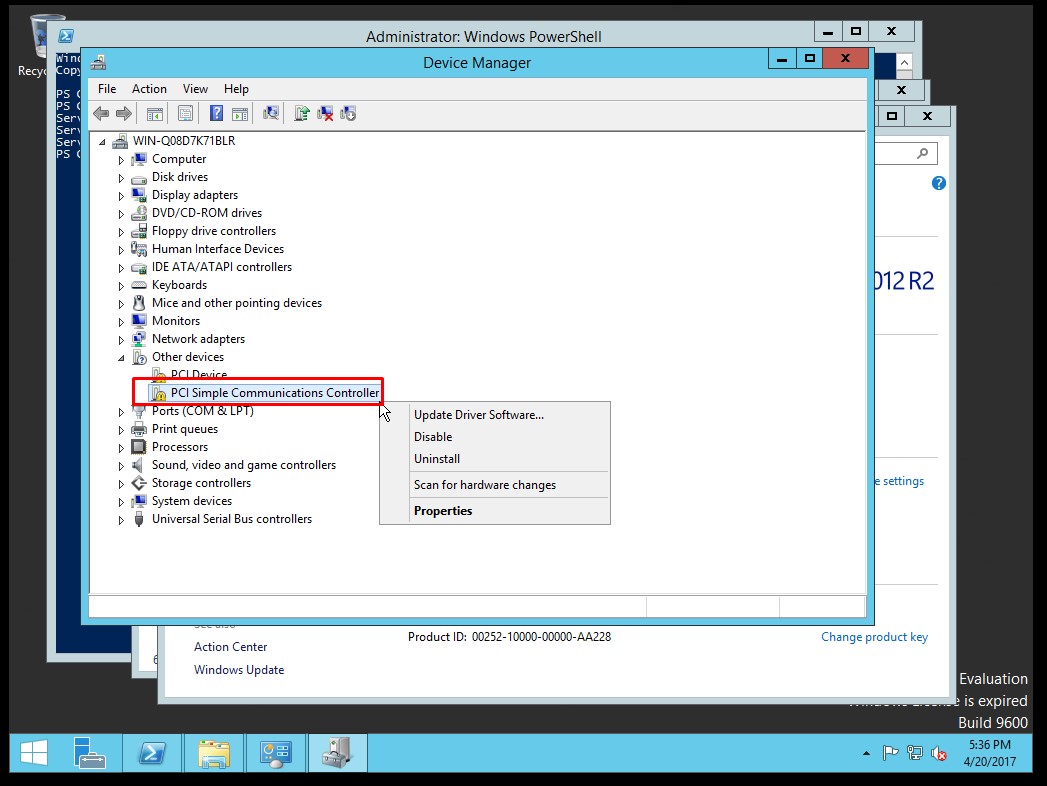 Recyc
Administrator: Windows PowerShell
Wind
Copy
PS C
PS C
Serv
Serv
Serv
PS C
Device Manager
File Action View Help
WIN-Q08D7K71BLR
Computer
Disk drives
Display adapters
DVD/CD-ROM drives
Floppy drive controllers
Human Interface Devices
IDE ATA/ATAPI controllers
Keyboards
Mice and other pointing devices
Monitors
Network adapters
Other devices
PCI Device
PCI Simple Communications Controller
Ports (COM & LPT)
Print queues
Processors
Sound, video and game controllers
Storage controllers
System devices
Universal Serial Bus controllers
Update Driver Software...
Disable
Uninstall
Scan for hardware changes
Properties
012 R2
e settings
See also
Action Center
Windows Update
Product ID: 00252-10000-00000-AA228
Change product key
6
Evaluation
Windows License is expired
Build 9600
5:36 PM
4/20/2017